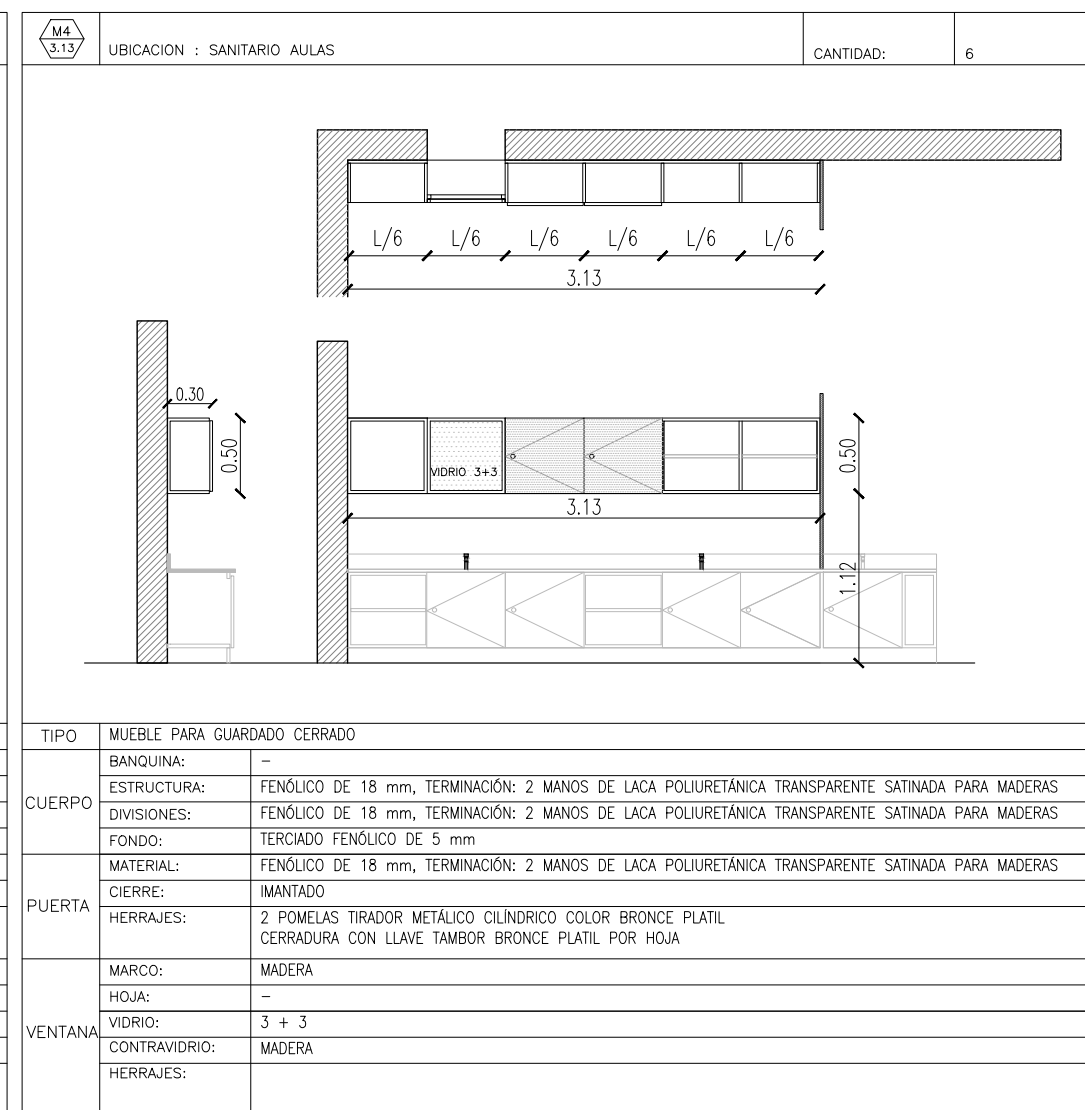 M4
3.13
UBICACION : SANITARIO AULAS
CANTIDAD:
6
L/6 L/6 L/6 L/6 L/6 L/6
3.13
0.30
0.50
VIDRIO 3+3
0.50
3.13
1.12
TIPO
MUEBLE PARA GUARDADO CERRADO
CUERPO
BANQUINA: –
ESTRUCTURA: FENÓLICO DE 18 mm, TERMINACIÓN: 2 MANOS DE LACA POLIURETÁNICA TRANSPARENTE SATINADA PARA MADERAS
DIVISIONES: FENÓLICO DE 18 mm, TERMINACIÓN: 2 MANOS DE LACA POLIURETÁNICA TRANSPARENTE SATINADA PARA MADERAS
FONDO: TERCIADO FENÓLICO DE 5 mm
PUERTA
MATERIAL: FENÓLICO DE 18 mm, TERMINACIÓN: 2 MANOS DE LACA POLIURETÁNICA TRANSPARENTE SATINADA PARA MADERAS
CIERRE: IMANTADO
HERRAJES: 2 POMELAS TIRADOR METÁLICO CILÍNDRICO COLOR BRONCE PLATIL
CERRADURA CON LLAVE TAMBOR BRONCE PLATIL POR HOJA
VENTANA
MARCO: MADERA
HOJA: –
VIDRIO: 3 + 3
CONTRAVIDRIO: MADERA
HERRAJES: